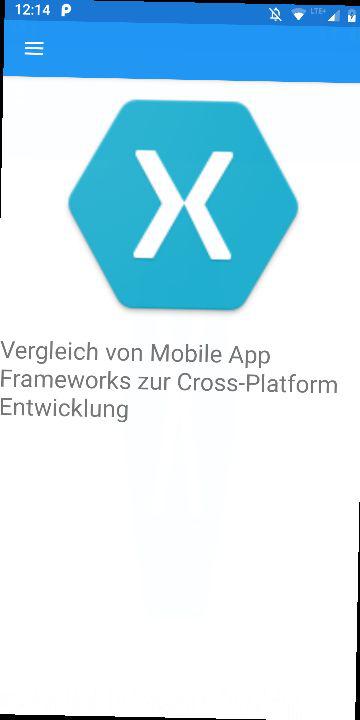 12:14
LTE+
X
Vergleich von Mobile App
Frameworks zur Cross-Platform
Entwicklung